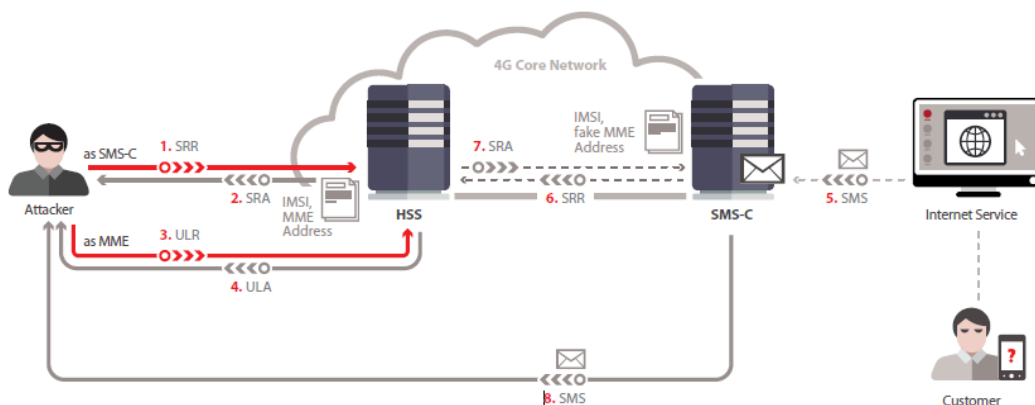 4G Core Network
1. SRR
as SMS-C
2. SRA
IMSI,
MME
Address
Attacker
as MME
3. ULR
4. ULA
HSS
7. SRA
6. SRR
IMSI,
fake MME
Address
SMS-C
5. SMS
Internet Service
8. SMS
?
Customer